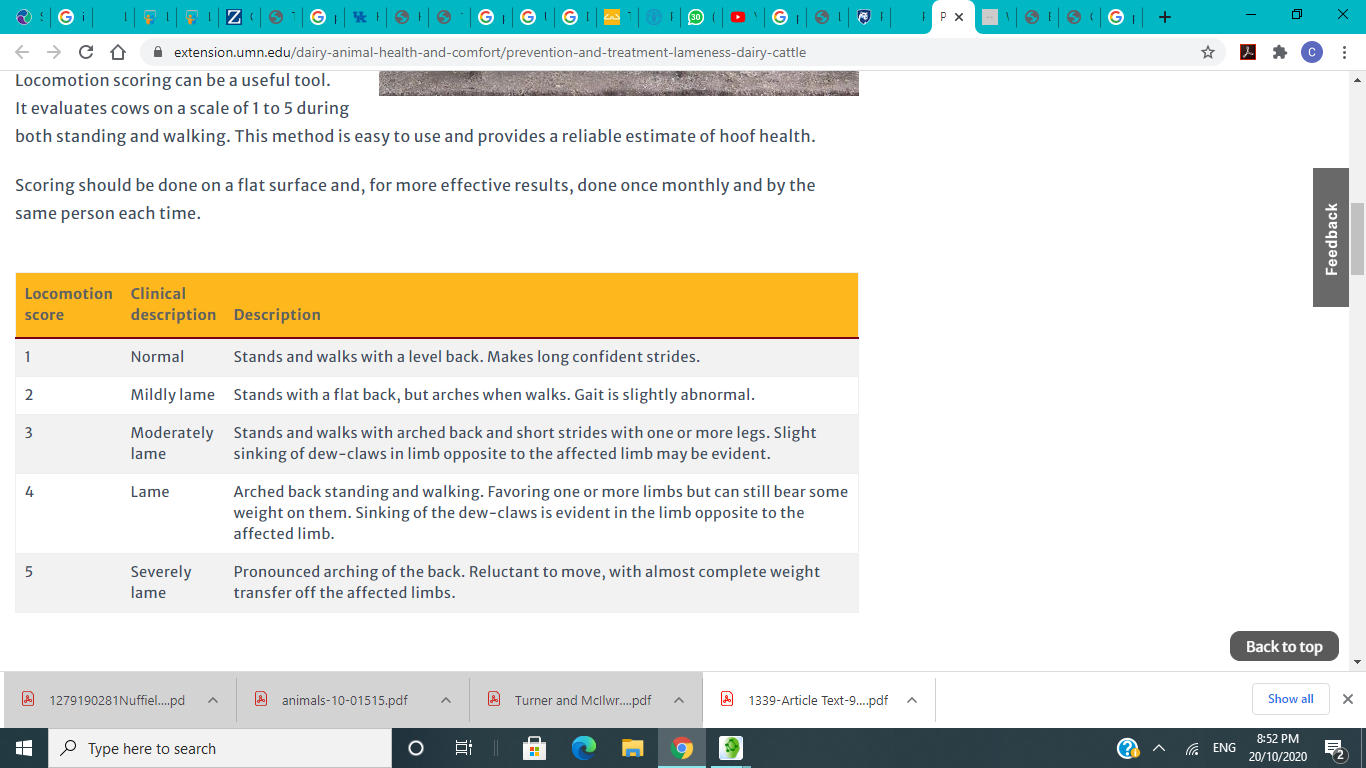 extension.umn.edu/dairy-animal-health-and-comfort/prevention-and-treatment-lameness-dairy-cattle
Locomotion scoring can be a useful tool.
It evaluates cows on a scale of 1 to 5 during
both standing and walking. This method is easy to use and provides a reliable estimate of hoof health.
Scoring should be done on a flat surface and, for more effective results, done once monthly and by the
same person each time.
Feedback
Locomotion score
Clinical description
Description
1
Normal
Stands and walks with a level back. Makes long confident strides.
2
Mildly lame
Stands with a flat back, but arches when walks. Gait is slightly abnormal.
3
Moderately lame
Stands and walks with arched back and short strides with one or more legs. Slight
sinking of dew-claws in limb opposite to the affected limb may be evident.
4
Lame
Arched back standing and walking. Favoring one or more limbs but can still bear some
weight on them. Sinking of the dew-claws is evident in the limb opposite to the
affected limb.
5
Severely lame
Pronounced arching of the back. Reluctant to move, with almost complete weight
transfer off the affected limbs.
Back to top
1279190281Nuffiel....pd
animals-10-01515.pdf
Turner and McIlwr....pdf
1339-Article Text-9....pdf
Show all
Type here to search
ENG
8:52 PM
20/10/2020
2